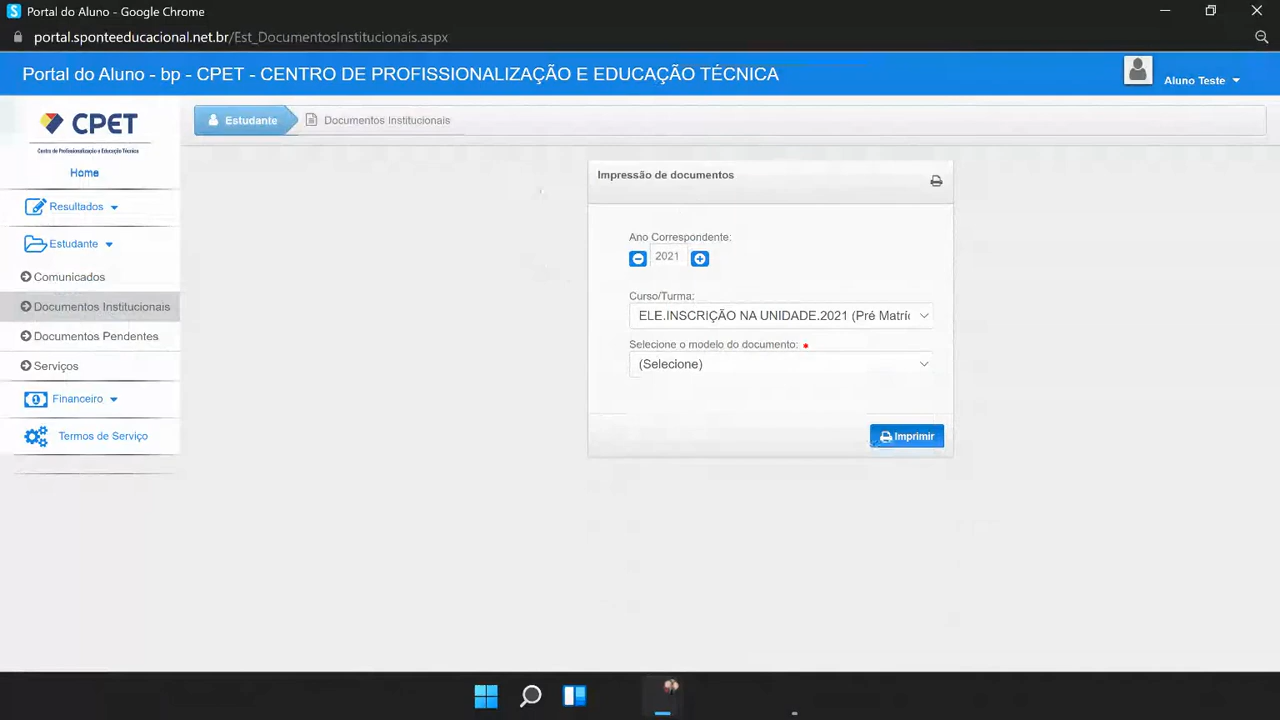 Portal do Aluno - Google Chrome
portal.sponteeducacional.net.br/Est_DocumentosInstitucionais.aspx
Portal do Aluno - bp - CPET - CENTRO DE PROFISSIONALIZAÇÃO E EDUCAÇÃO TÉCNICA
Aluno Teste
CPET
Centro de Profissionalização e Educação Técnica
Home
Resultados
Estudante
Comunicados
Documentos Institucionais
Documentos Pendentes
Serviços
Financeiro
Termos de Serviço
Estudante
Documentos Institucionais
Impressão de documentos
Ano Correspondente:
2021
Curso/Turma:
ELE.INSCRIÇÃO NA UNIDADE.2021 (Pré Matríc
Selecione o modelo do documento:
(Selecione)
Imprimir